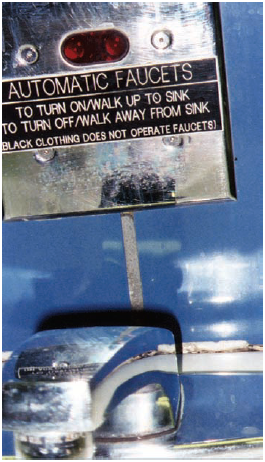 AUTOMATIC FAUCETS
TO TURN ON/WALK UP TO SINK
TO TURN OFF/WALK AWAY FROM SINK
(BLACK CLOTHING DOES NOT OPERATE FAUCETS)